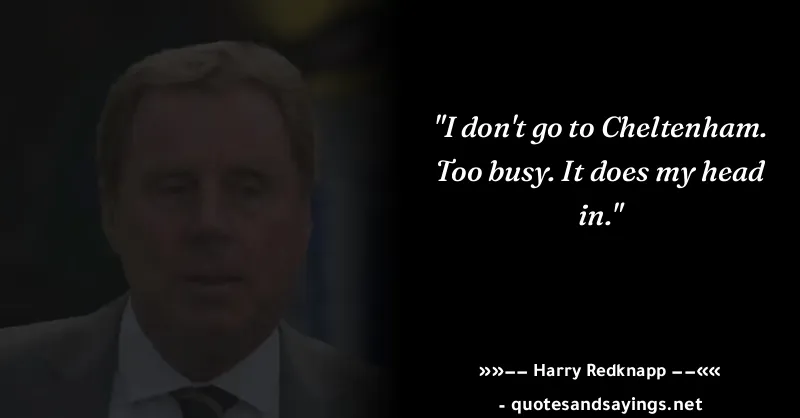 "I don't go to Cheltenham.
Too busy. It does my head
in."
»»−− Harry Redknapp −−««
- quotesandsayings.net